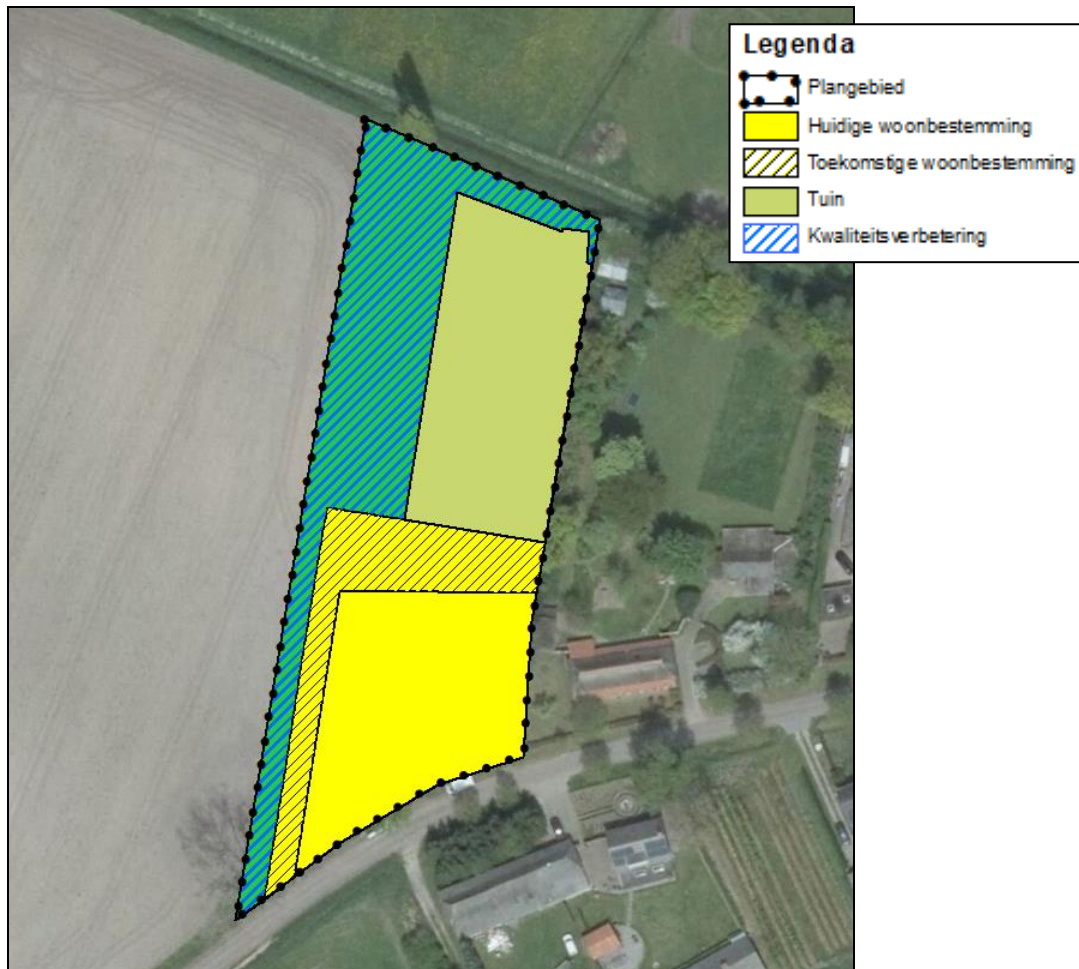 Legenda
Plangebied
Huidige woonbestemming
Toekomstige woonbestemming
Tuin
Kwaliteitsverbetering